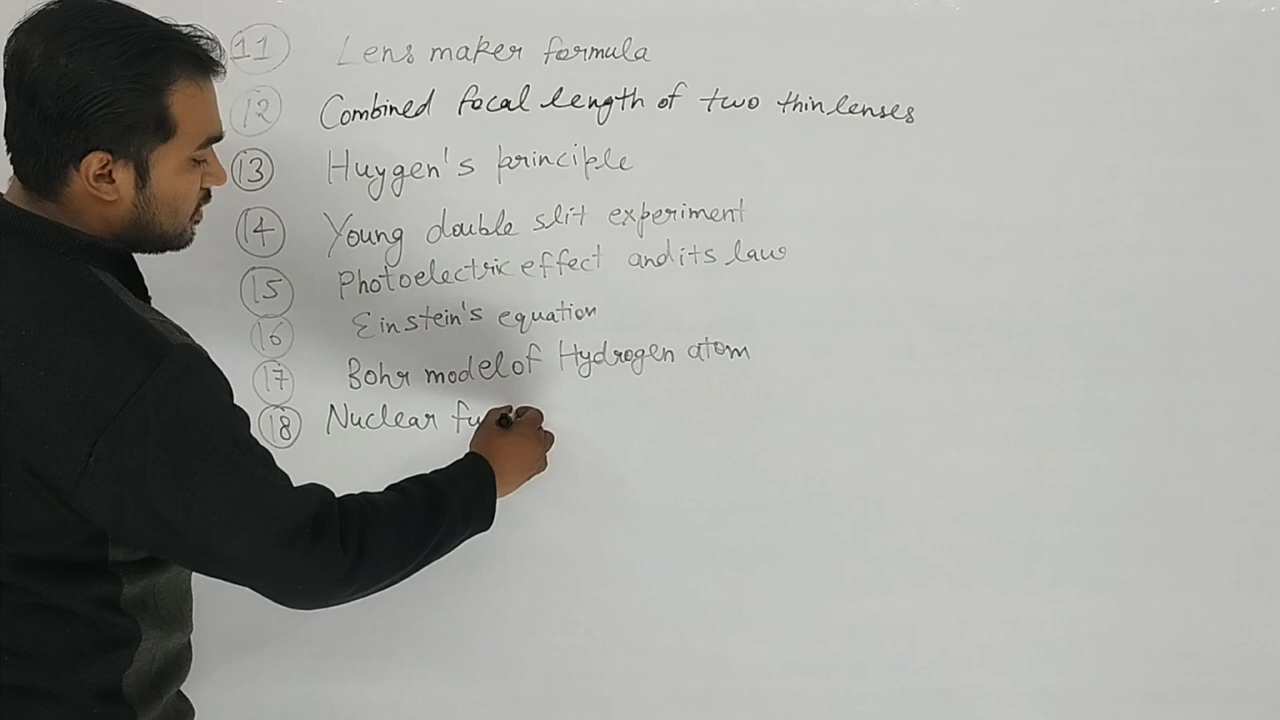 11 Lens maker formula
12 Combined focal length of two thin lenses
13 Huygen's principle
14 Young double slit experiment
15 Photoelectric effect and its law
16 Einstein's equation
17 Bohr model of Hydrogen atom
18 Nuclear fu